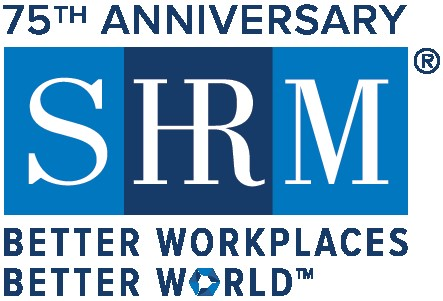 75TH ANNIVERSARY
SHRM®
BETTER WORKPLACES
BETTER WORLD™